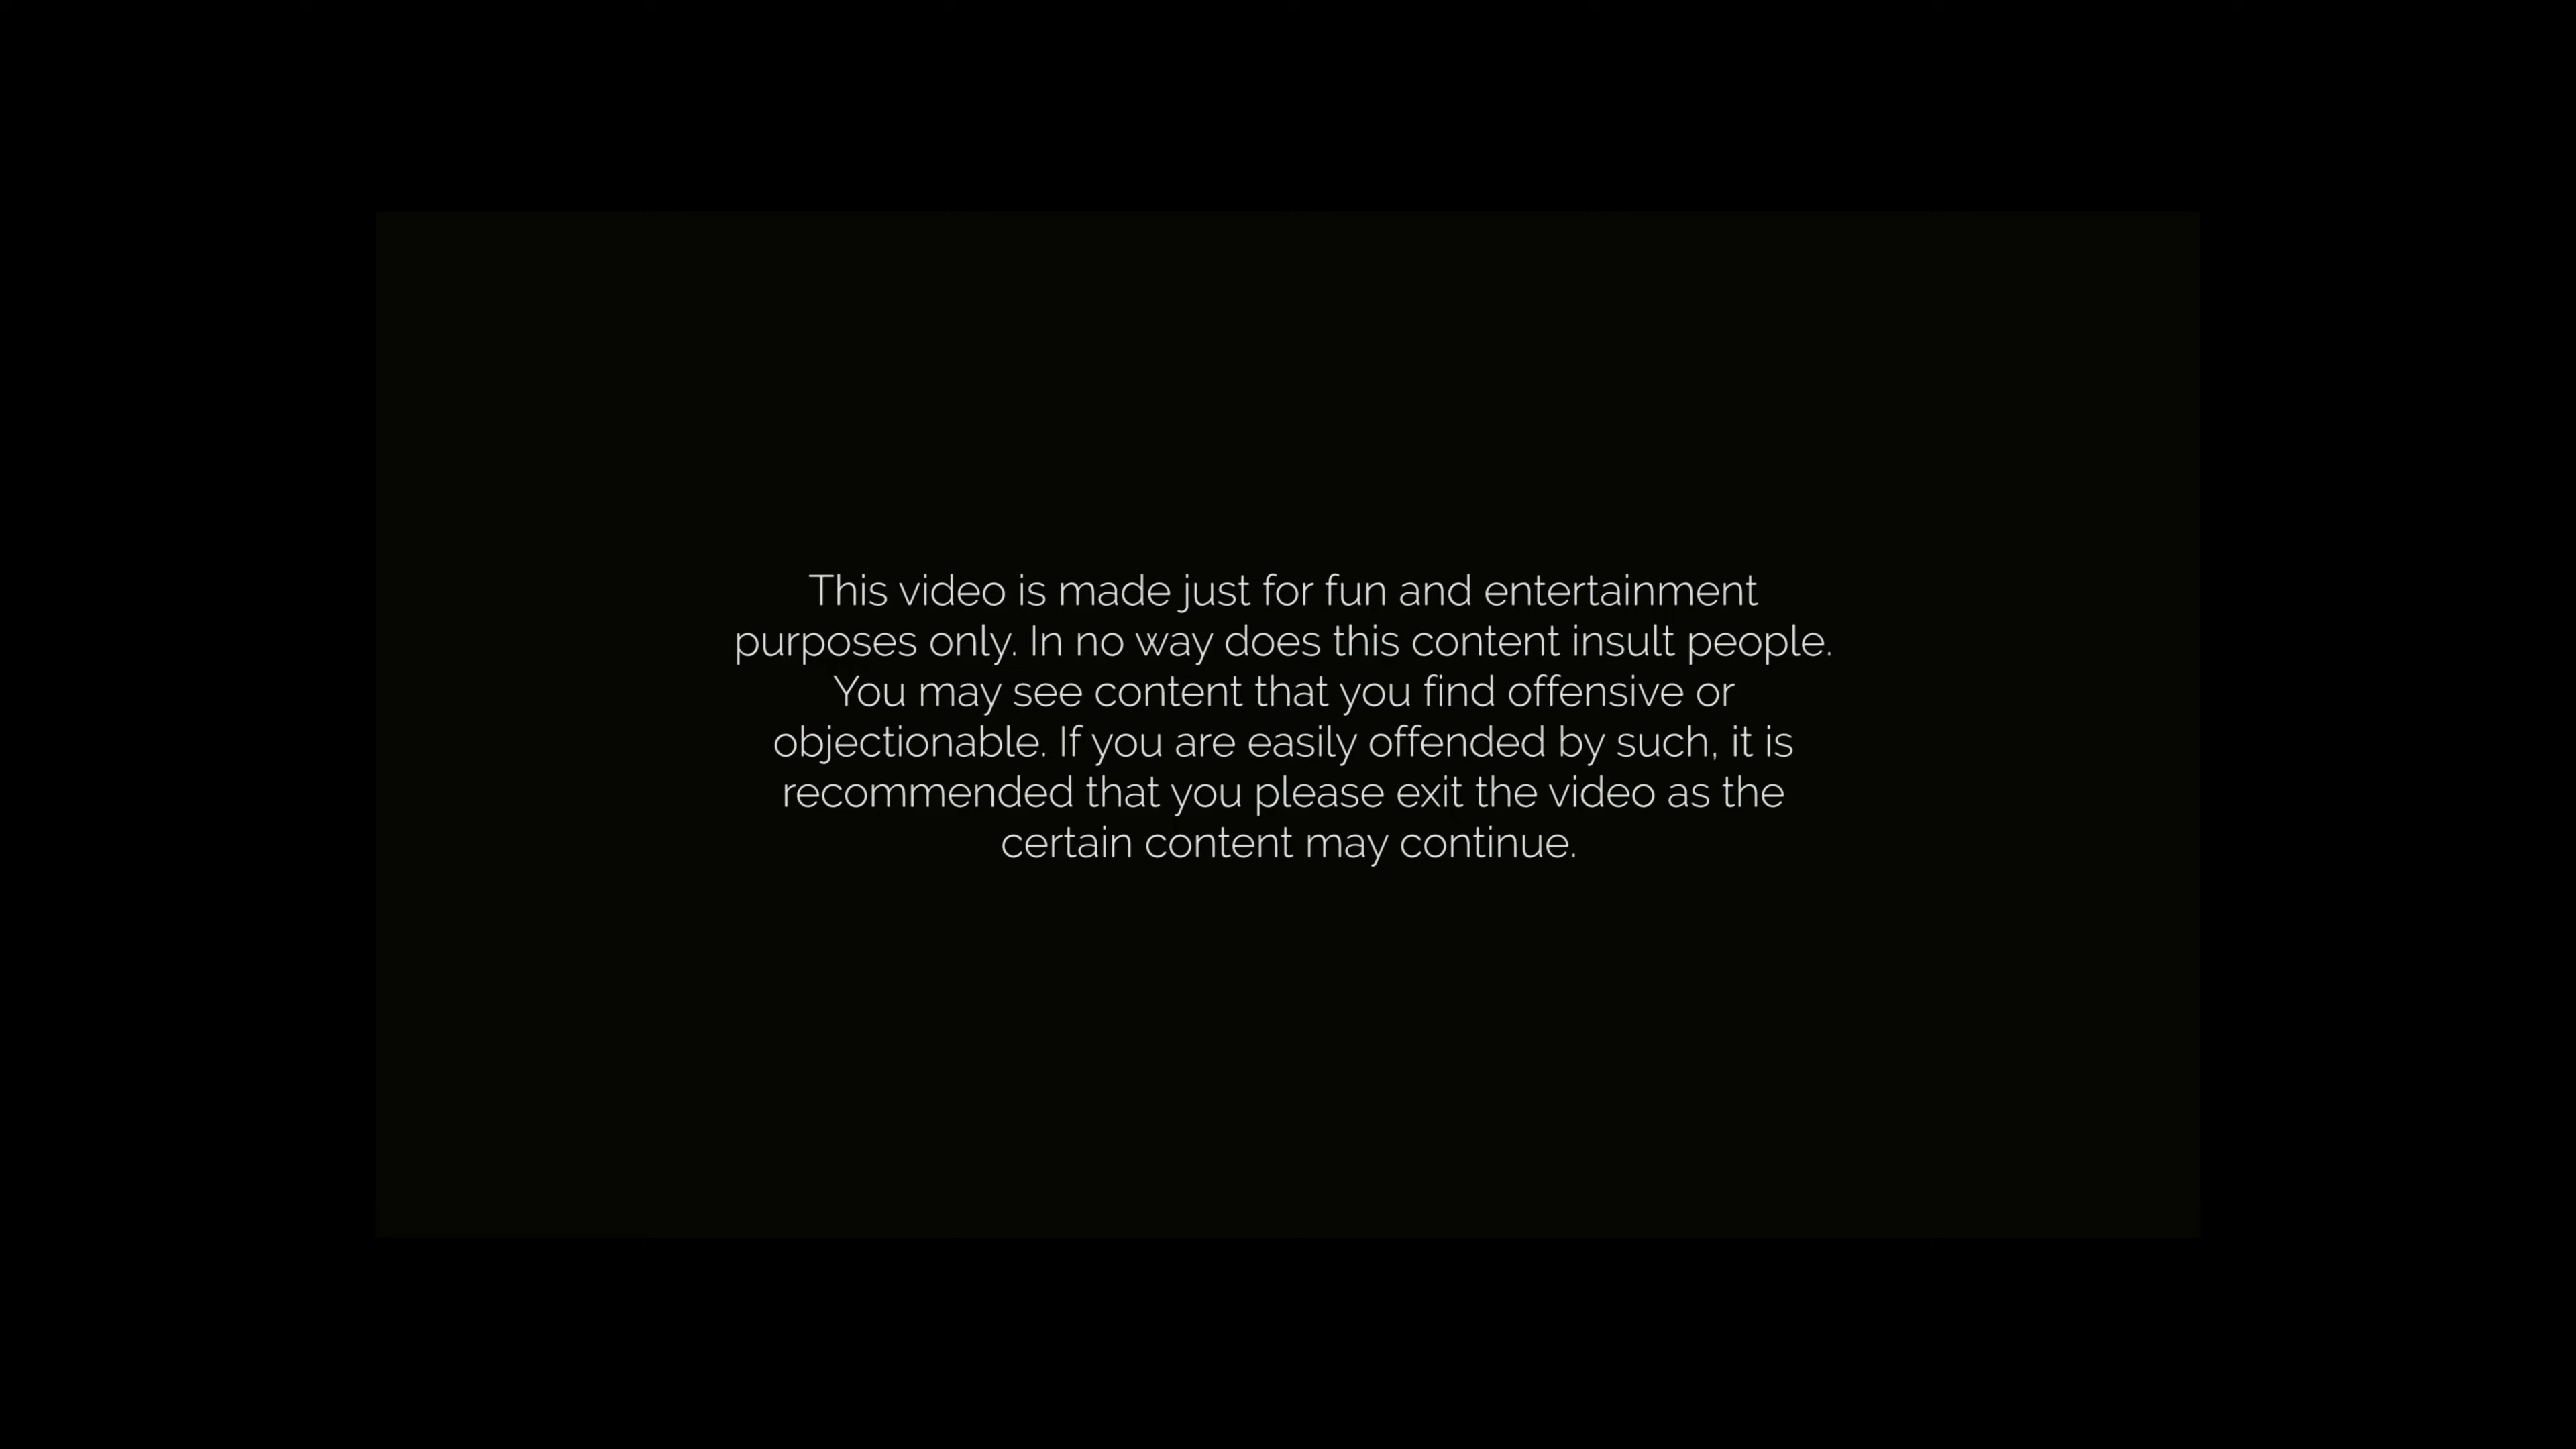 This video is made just for fun and entertainment
purposes only. In no way does this content insult people.
You may see content that you find offensive or
objectionable. If you are easily offended by such, it is
recommended that you please exit the video as the
certain content may continue.